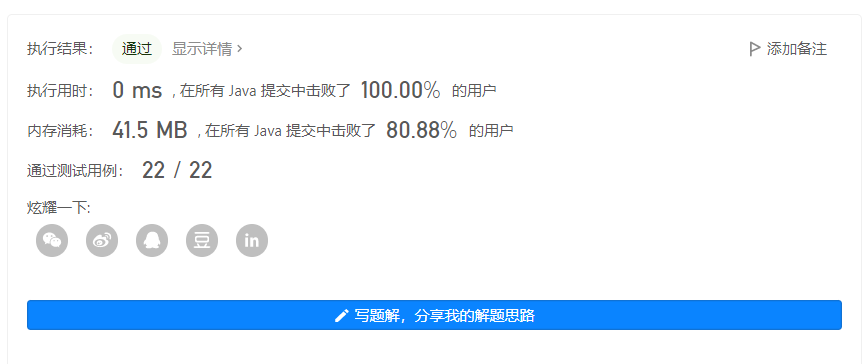 执行结果： 通过 显示详情 > 添加备注
执行用时： 0 ms , 在所有 Java 提交中击败了 100.00% 的用户
内存消耗： 41.5 MB , 在所有 Java 提交中击败了 80.88% 的用户
通过测试用例： 22 / 22
炫耀一下:
豆 in
写题解，分享我的解题思路